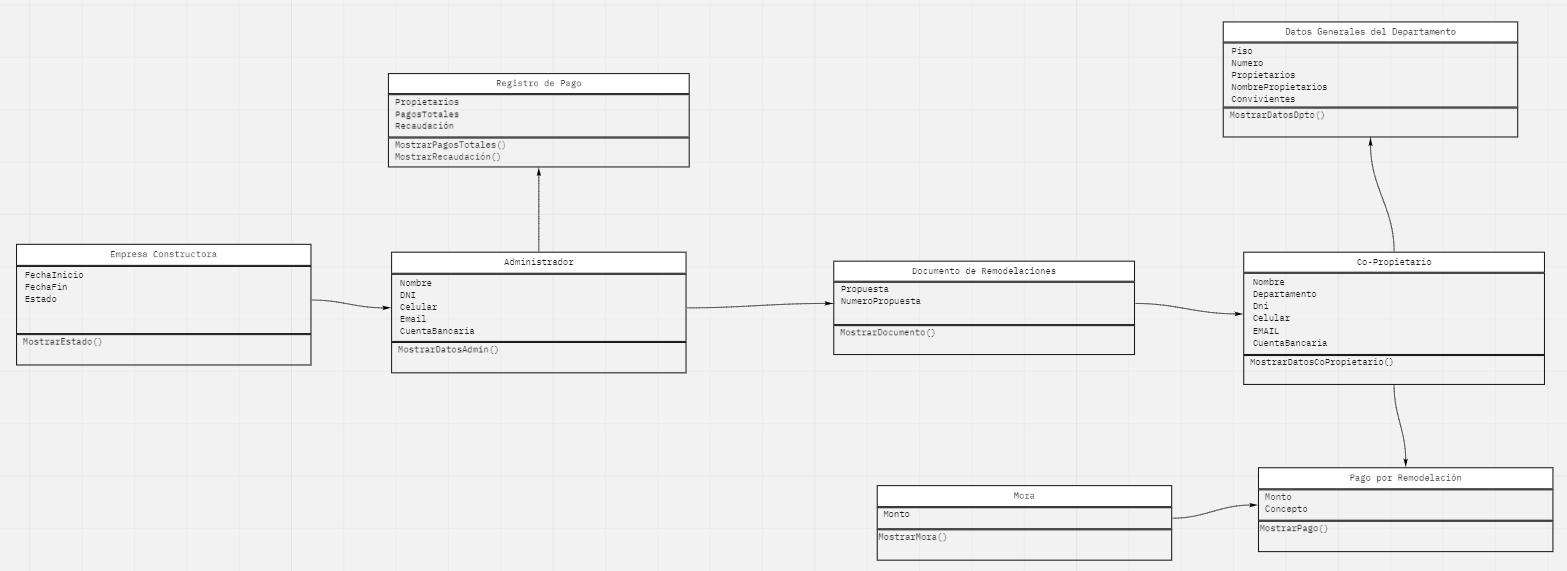 Datos Generales del Departamento
Piso
Numero
Propietarios
NombrePropietarios
Convivientes
MostrarDatosDpto()
Registro de Pago
Propietarios
PagosTotales
Recaudación
MostrarPagosTotales()
MostrarRecaudación()
Empresa Constructora
FechaInicio
FechaFin
Estado
MostrarEstado()
Administrador
Nombre
DNI
Celular
Email
CuentaBancaria
MostrarDatosAdmin()
Documento de Remodelaciones
Propuesta
NumeroPropuesta
MostrarDocumento()
Co-Propietario
Nombre
Departamento
Dni
Celular
EMAIL
CuentaBancaria
MostrarDatosCoPropietario()
Mora
Monto
MostrarMora()
Pago por Remodelación
Monto
Concepto
MostrarPago()